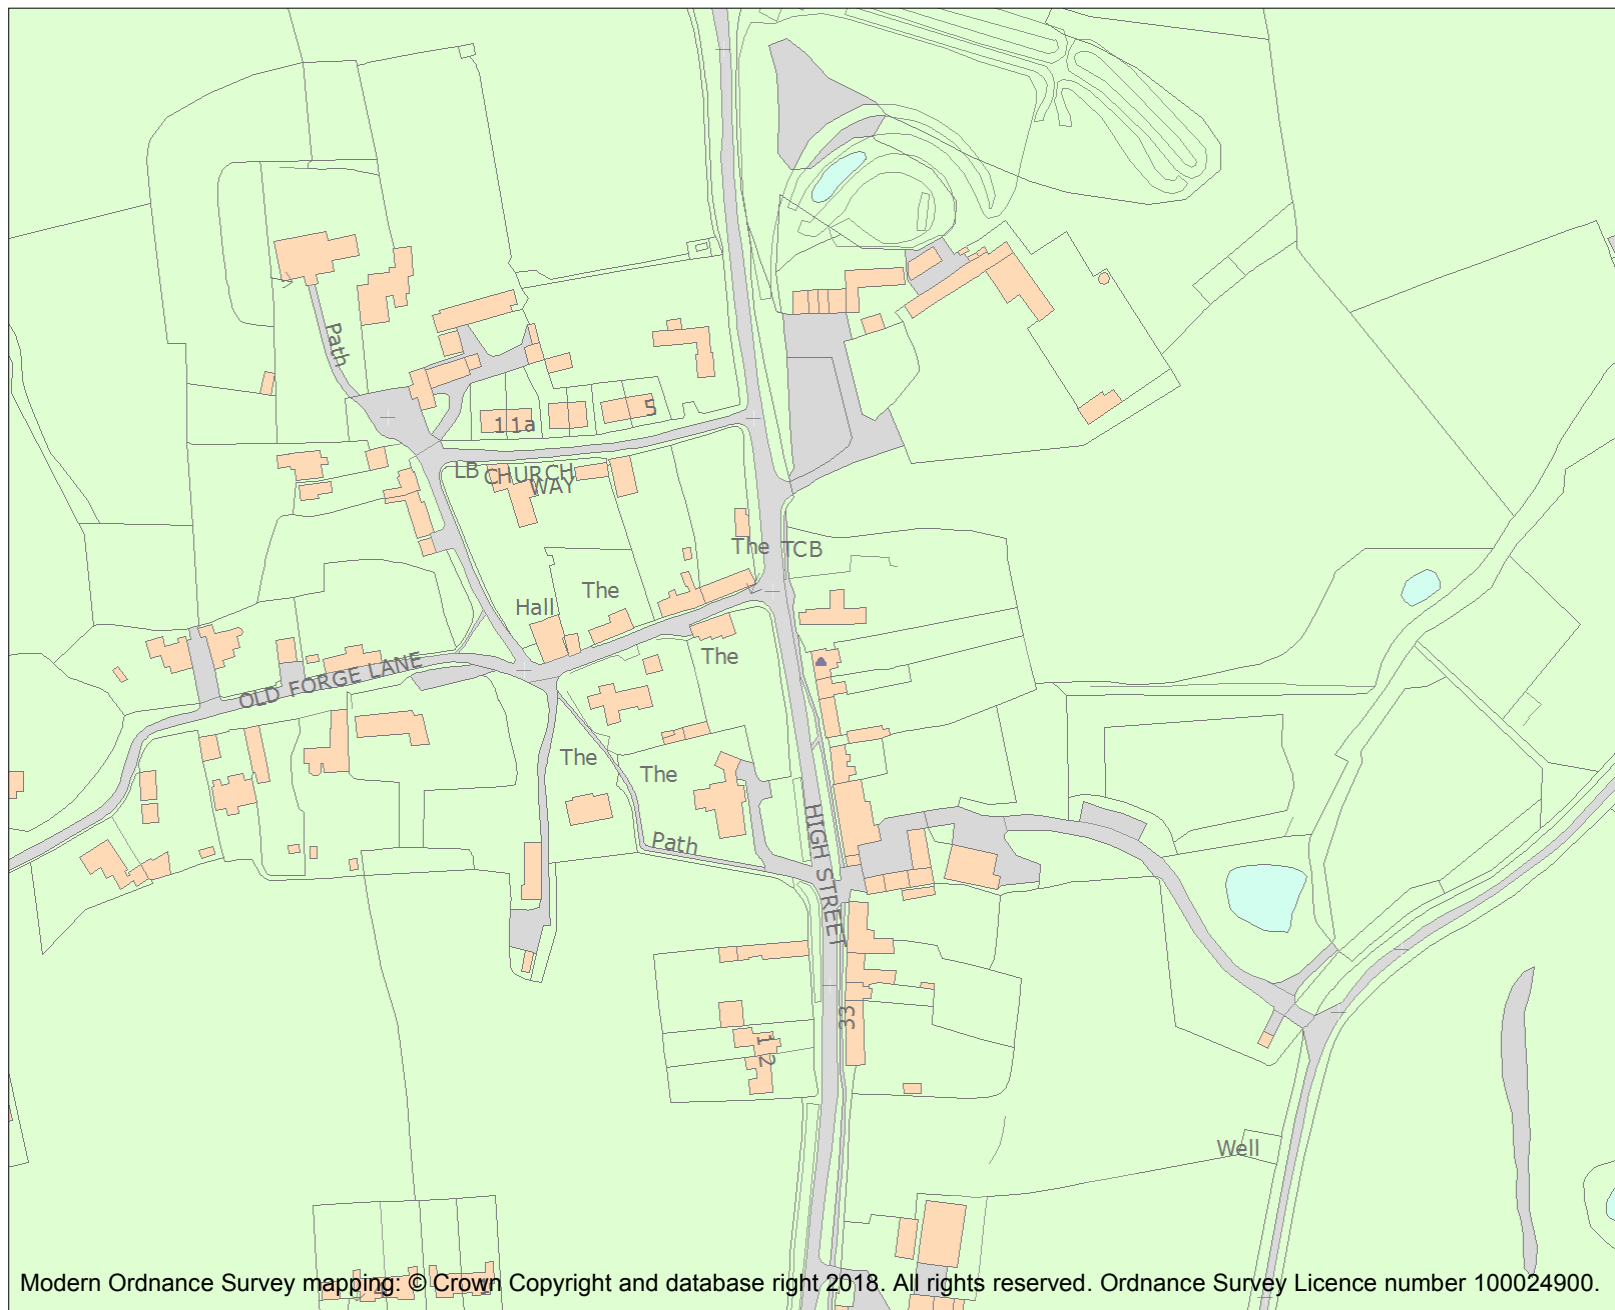 Path
5
11a
LB
CHURCH
WAY
The
TCB
The
Hall
The
OLD FORGE LANE
The
The
Path
HIGH STREET
33
12
Well
Modern Ordnance Survey mapping: © Crown Copyright and database right 2018. All rights reserved. Ordnance Survey Licence number 100024900.